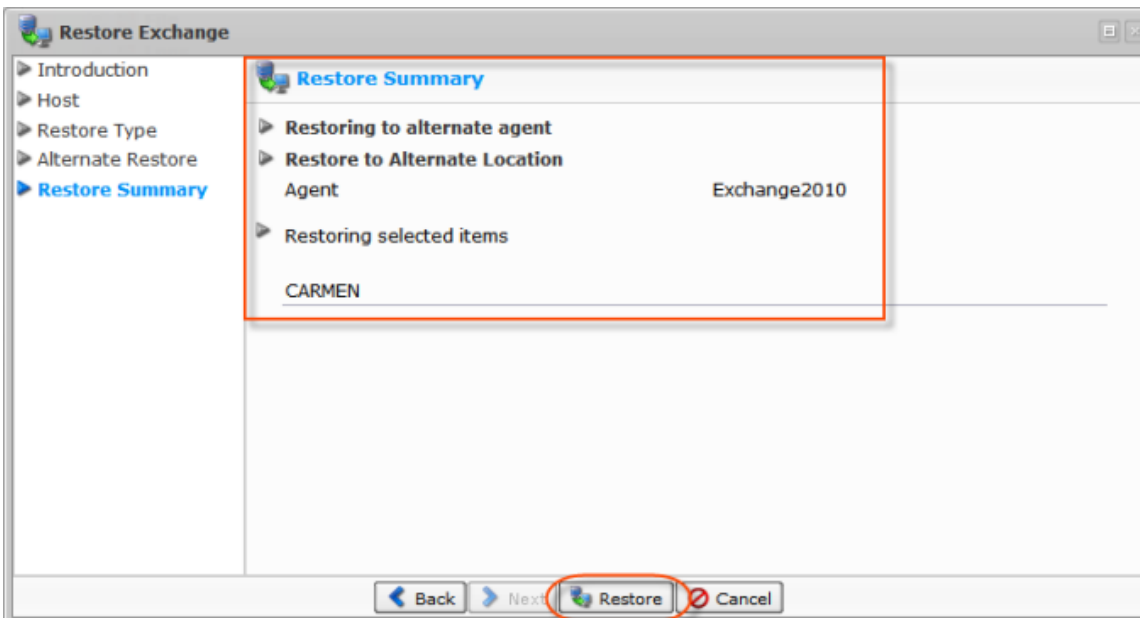 Restore Exchange
Introduction
Host
Restore Type
Alternate Restore
Restore Summary
Restore Summary
Restoring to alternate agent
Restore to Alternate Location
Agent Exchange2010
Restoring selected items
CARMEN
Back Next Restore Cancel